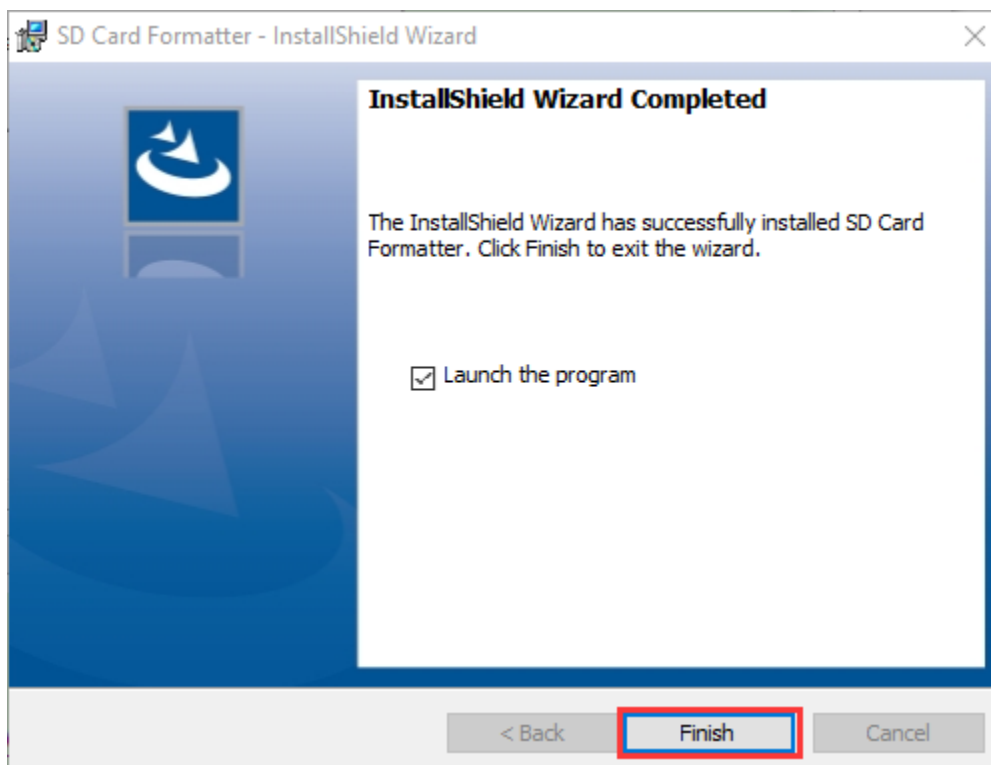 SD Card Formatter - InstallShield Wizard
InstallShield Wizard Completed
The InstallShield Wizard has successfully installed SD Card
Formatter. Click Finish to exit the wizard.
Launch the program
< Back
Finish
Cancel